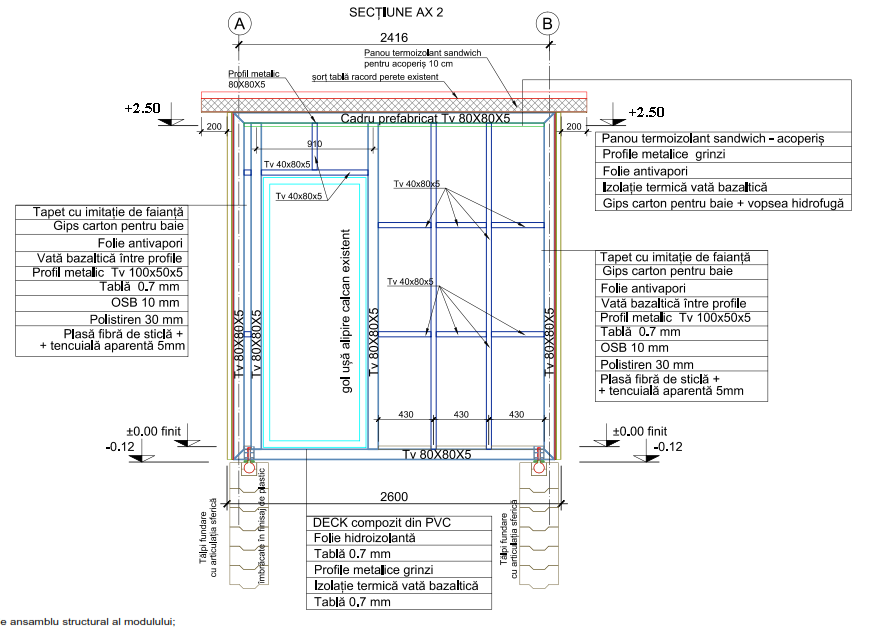 SECȚIUNE AX 2
A
B
2416
Panou termoizolant sandwich
pentru acoperiș 10 cm
Profil metalic
80X80X5
șorț tablă racord perete existent
+2.50
Cadru prefabricat Tv 80X80X5
+2.50
200
200
910
Tv 40x80x5
Tv 40x80x5
Tv 40x80x5
Tv 40x80x5
Panou termoizolant sandwich - acoperiș
Profile metalice grinzi
Folie antivapori
Izolație termică vată bazaltică
Gips carton pentru baie + vopsea hidrofugă
Tapet cu imitație de faianță
Gips carton pentru baie
Folie antivapori
Vată bazaltică între profile
Profil metalic Tv 100x50x5
Tablă 0.7 mm
OSB 10 mm
Polistiren 30 mm
Plasă fibră de sticlă +
+ tencuială aparentă 5mm
Tapet cu imitație de faianță
Gips carton pentru baie
Folie antivapori
Vată bazaltică între profile
Profil metalic Tv 100x50x5
Tablă 0.7 mm
OSB 10 mm
Polistiren 30 mm
Plasă fibră de sticlă +
+ tencuială aparentă 5mm
Tv 80X80X5
Tv 80X80X5
gol ușă alipire calcan existent
Tv 80X80X5
Tv 80X80X5
430
430
430
±0.00 finit
-0.12
±0.00 finit
-0.12
Tv 80X80X5
2600
Tălpi fundare
cu articulația sferică
îmbrăcate în finisaj de plastic
Tălpi fundare
cu articulația sferică
DECK compozit din PVC
Folie hidroizolantă
Tablă 0.7 mm
Profile metalice grinzi
Izolație termică vată bazaltică
Tablă 0.7 mm
e ansamblu structural al modulului;